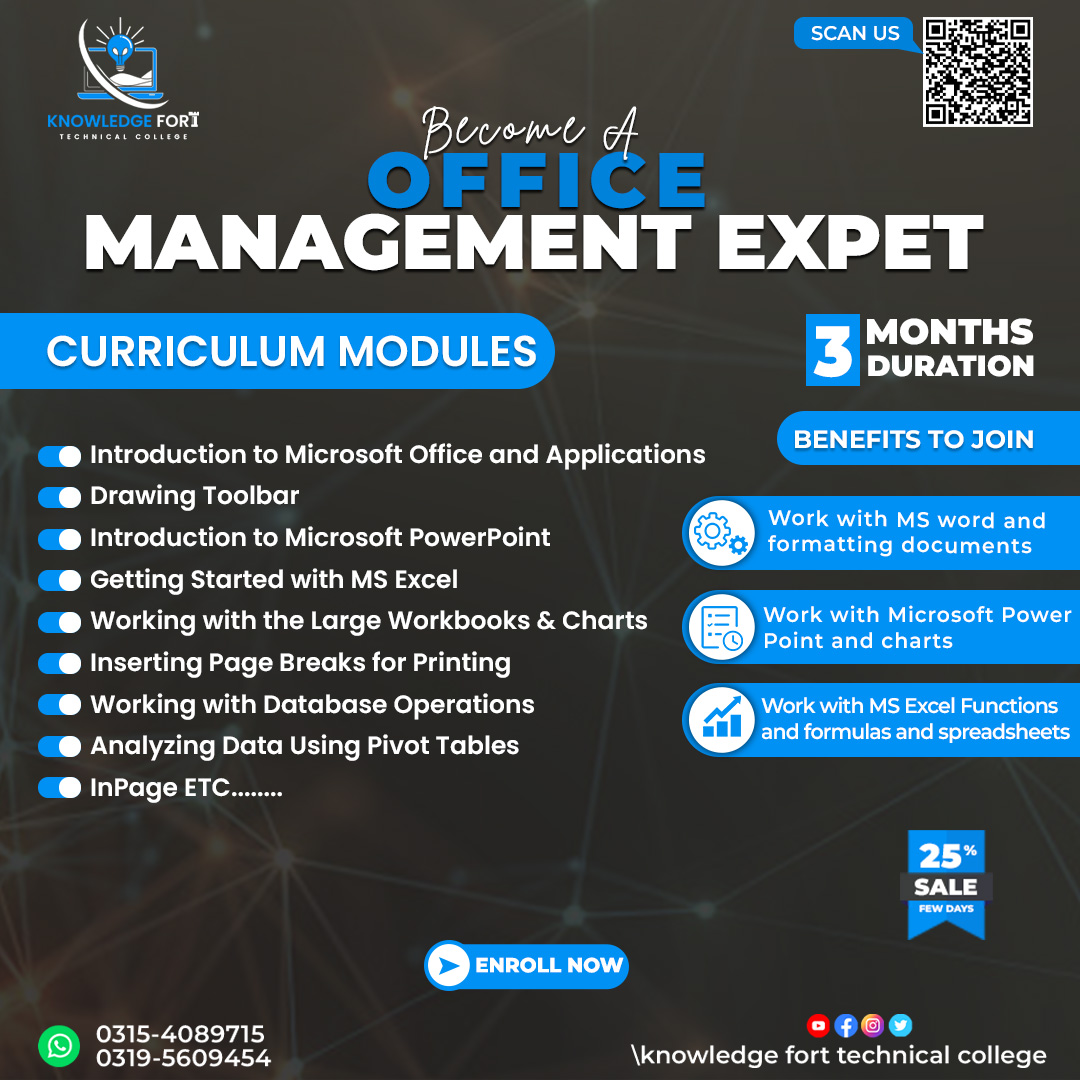 KNOWLEDGE FORT
TECHNICAL COLLEGE
SCAN US
Become A
OFFICE
MANAGEMENT EXPET
CURRICULUM MODULES
3 MONTHS
DURATION
Introduction to Microsoft Office and Applications
Drawing Toolbar
Introduction to Microsoft PowerPoint
Getting Started with MS Excel
Working with the Large Workbooks & Charts
Inserting Page Breaks for Printing
Working with Database Operations
Analyzing Data Using Pivot Tables
InPage ETC........
BENEFITS TO JOIN
Work with MS word and
formatting documents
Work with Microsoft Power
Point and charts
Work with MS Excel Functions
and formulas and spreadsheets
25%
SALE
FEW DAYS
ENROLL NOW
0315-4089715
0319-5609454
\knowledge fort technical college